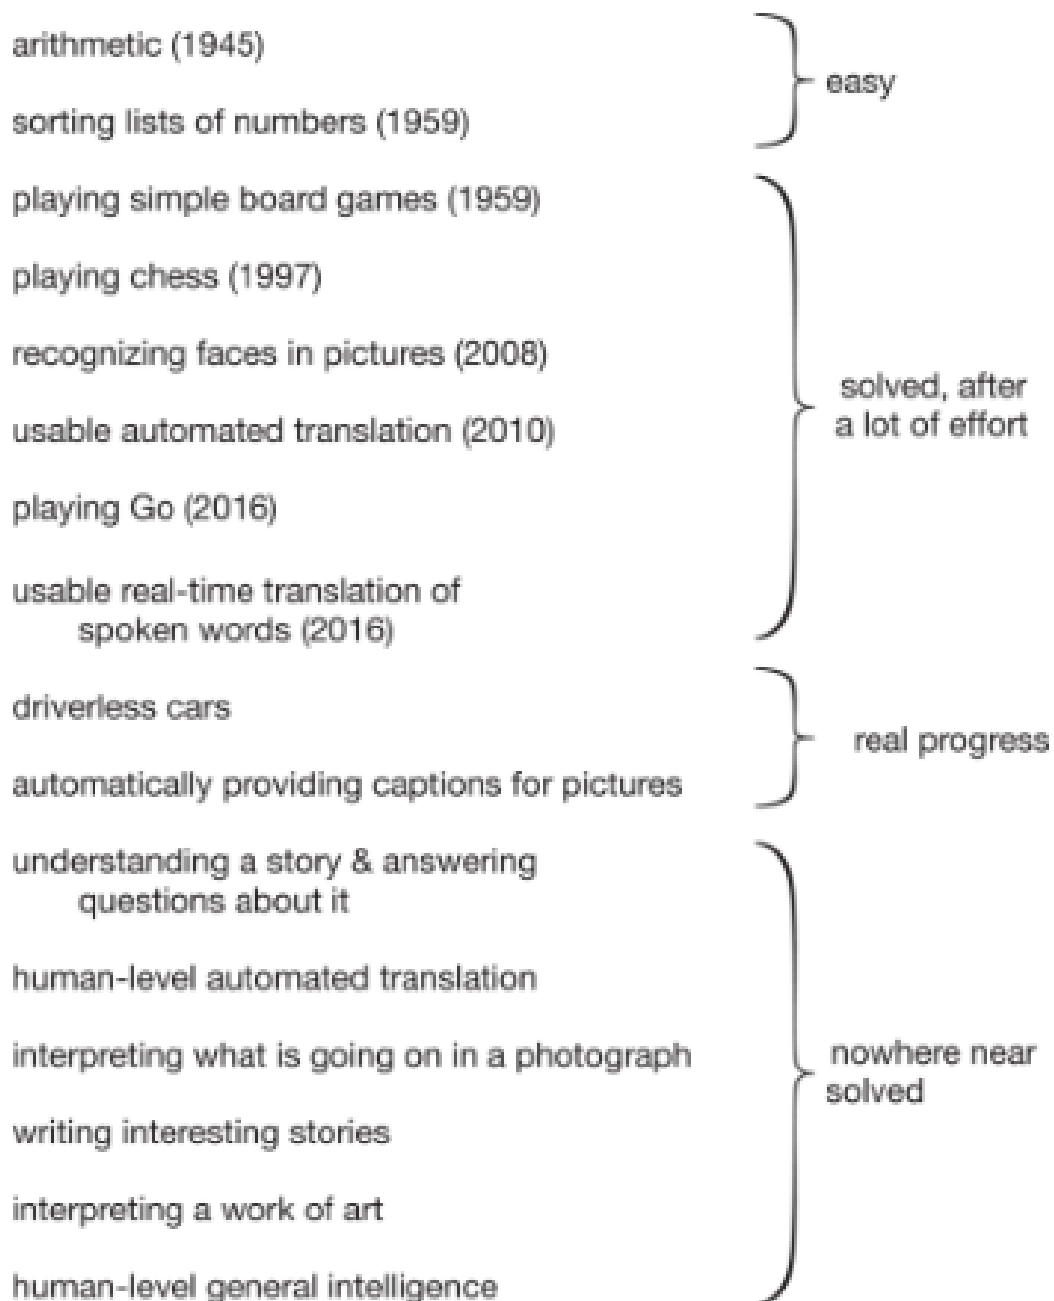 arithmetic (1945)
sorting lists of numbers (1959)
easy
playing simple board games (1959)
playing chess (1997)
recognizing faces in pictures (2008)
usable automated translation (2010)
playing Go (2016)
usable real-time translation of
spoken words (2016)
solved, after
a lot of effort
driverless cars
automatically providing captions for pictures
real progress
understanding a story & answering
questions about it
human-level automated translation
interpreting what is going on in a photograph
writing interesting stories
interpreting a work of art
human-level general intelligence
nowhere near
solved